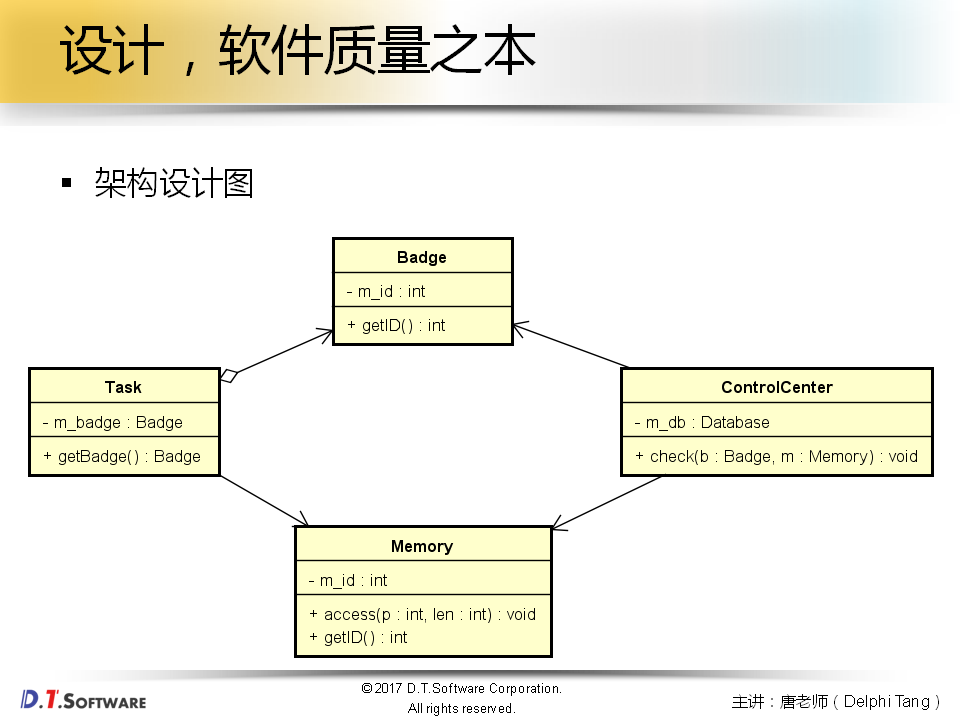 设计，软件质量之本
▪ 架构设计图
Badge
- m_id : int
+ getID() : int
Task
- m_badge : Badge
+ getBadge() : Badge
ControlCenter
- m_db : Database
+ check(b : Badge, m : Memory) : void
Memory
- m_id : int
+ access(p : int, len : int) : void
+ getID() : int
D.T.SOFTWARE
©2017 D.T.Software Corporation.
All rights reserved.
主讲：唐老师（Delphi Tang）